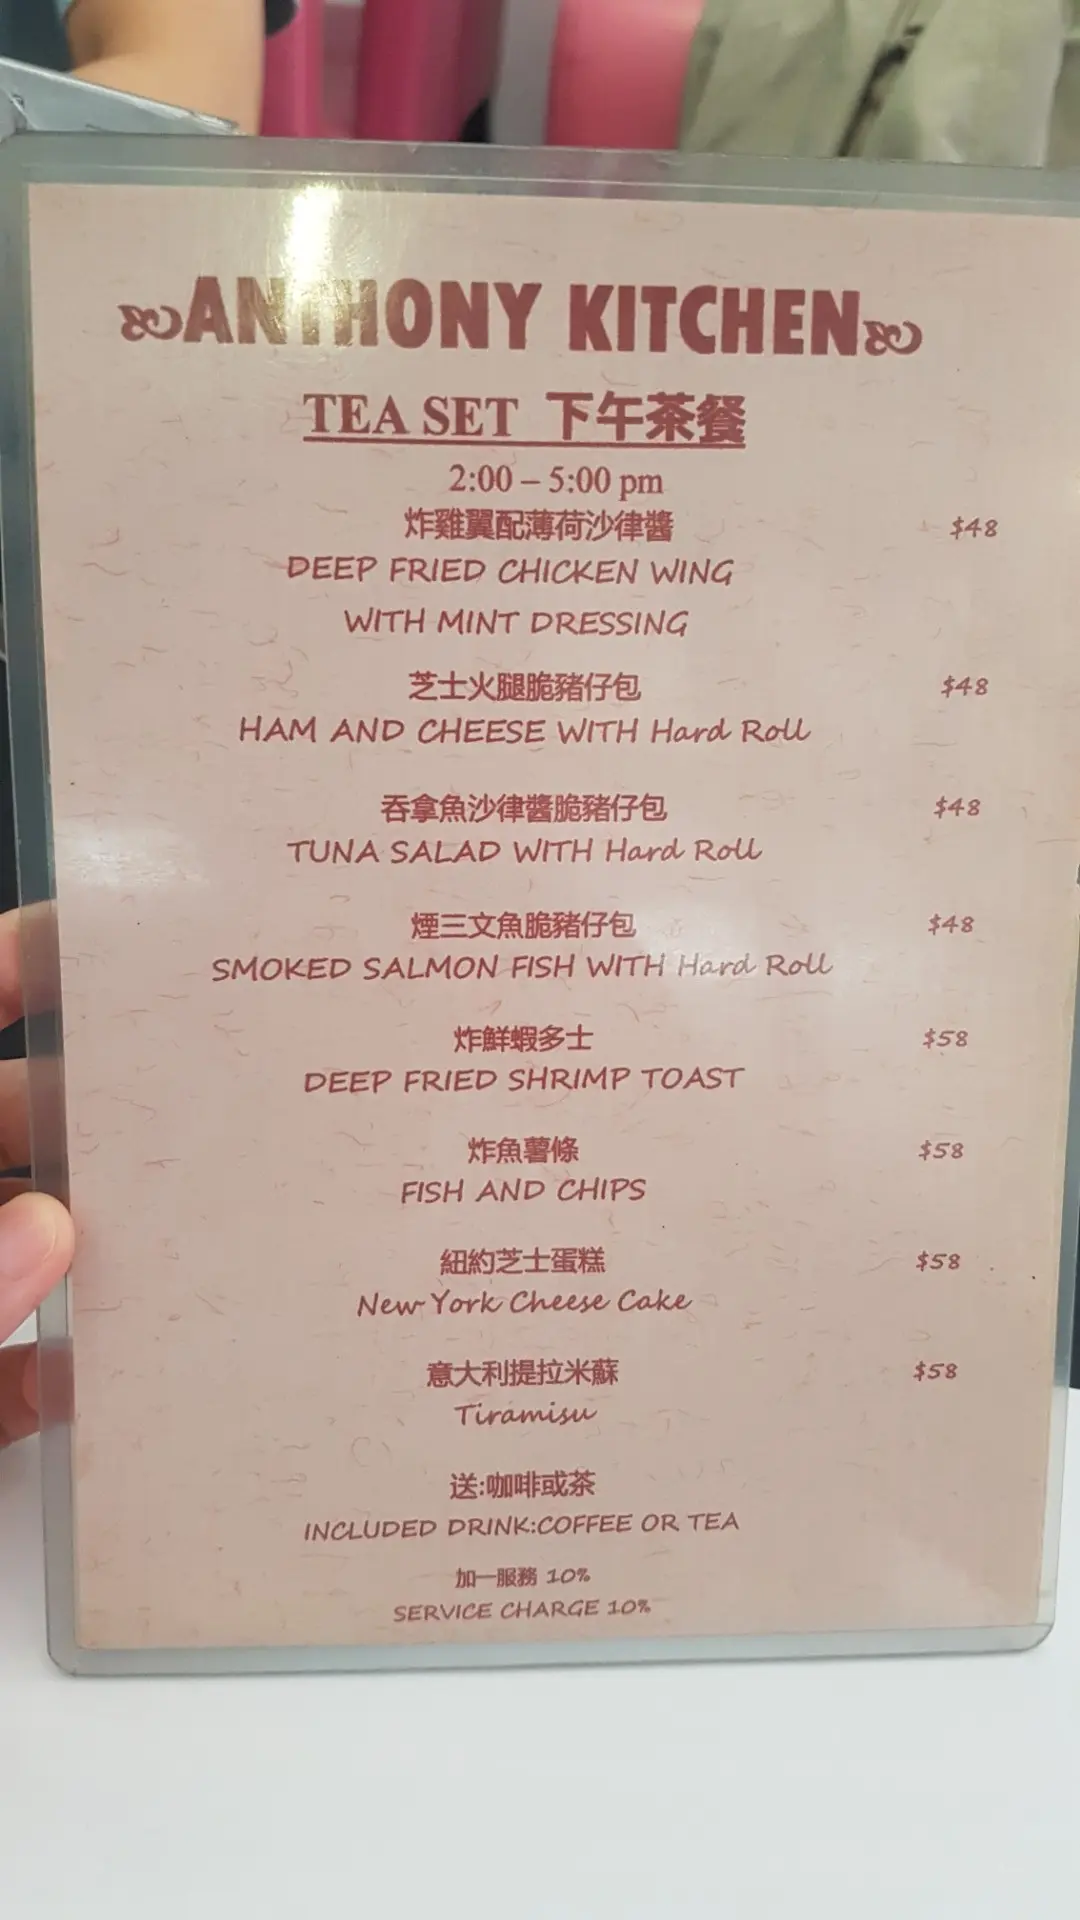 ANTHONY KITCHEN
TEA SET 下午茶餐
2:00 – 5:00 pm
炸雞翼配薄荷沙律醬 $48
DEEP FRIED CHICKEN WING
WITH MINT DRESSING
芝士火腿脆豬仔包 $48
HAM AND CHEESE WITH Hard Roll
吞拿魚沙律醬脆豬仔包 $48
TUNA SALAD WITH Hard Roll
煙三文魚脆豬仔包 $48
SMOKED SALMON FISH WITH Hard Roll
炸鮮蝦多士 $58
DEEP FRIED SHRIMP TOAST
炸魚薯條 $58
FISH AND CHIPS
紐約芝士蛋糕 $58
New York Cheese Cake
意大利提拉米蘇 $58
Tiramisu
送:咖啡或茶
INCLUDED DRINK:COFFEE OR TEA
加一服務 10%
SERVICE CHARGE 10%